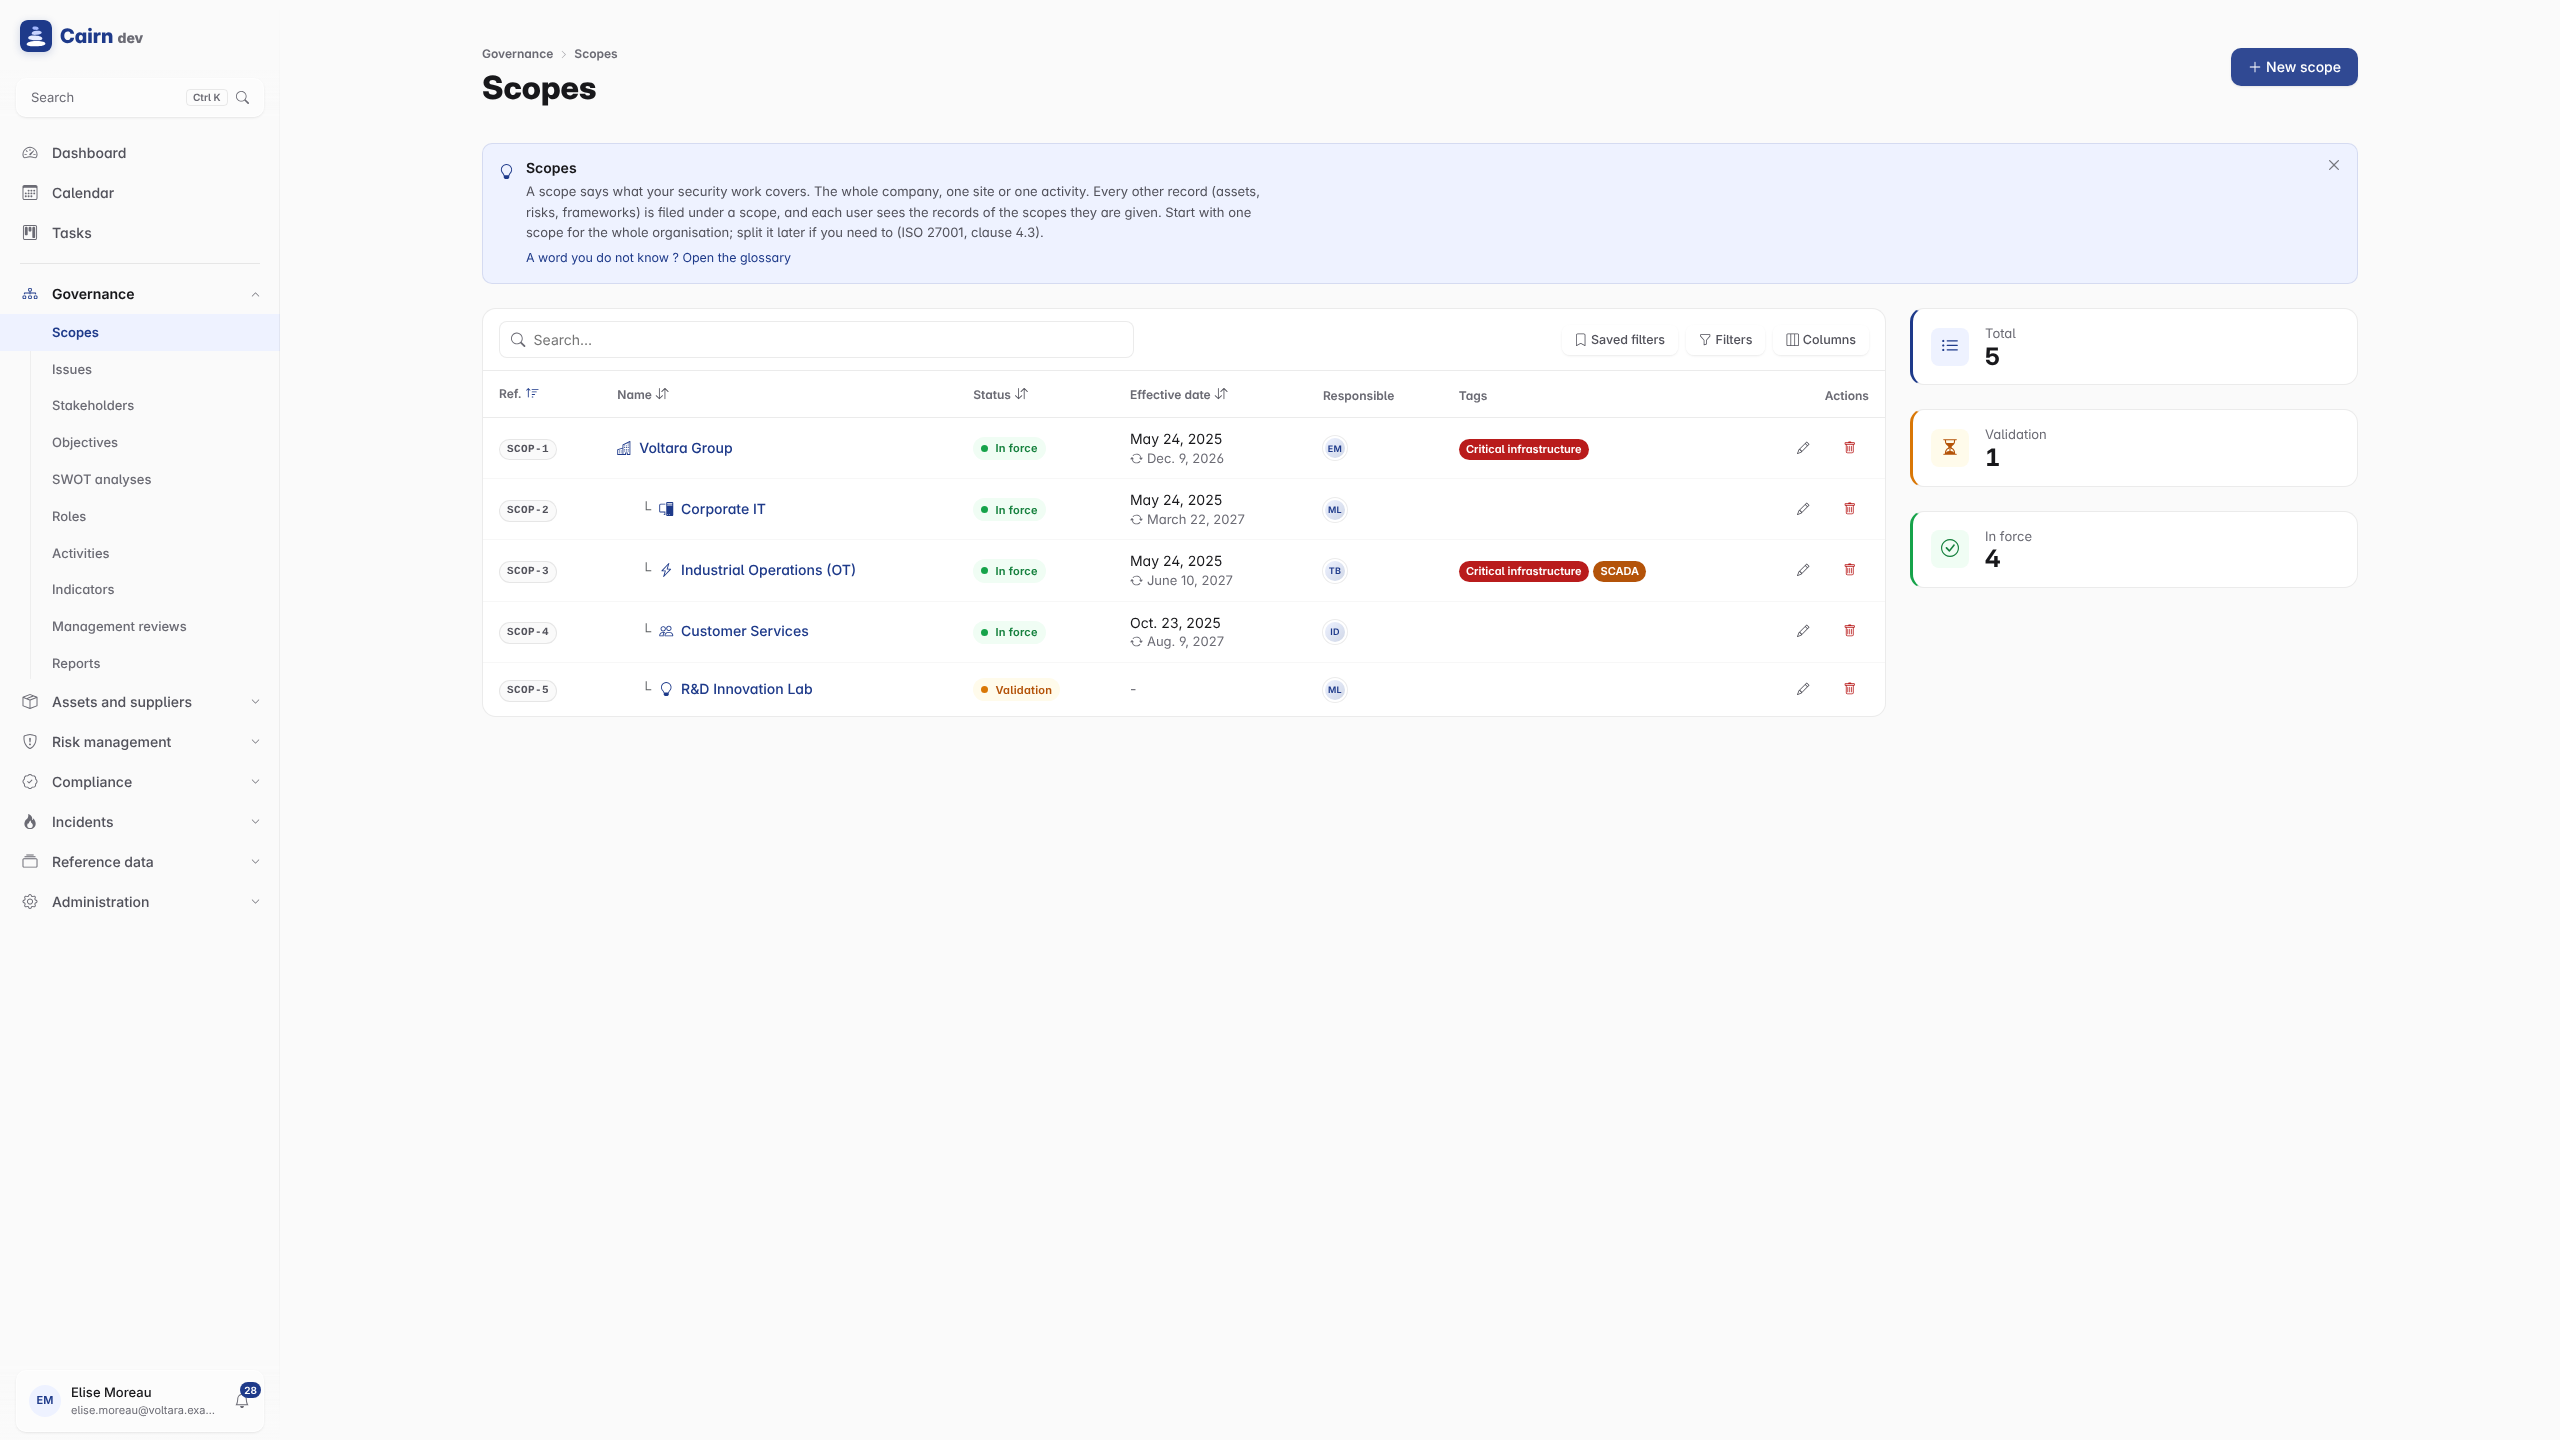 Cairn dev
Search Ctrl K
Dashboard
Calendar
Tasks
Governance
Scopes
Issues
Stakeholders
Objectives
SWOT analyses
Roles
Activities
Indicators
Management reviews
Reports
Assets and suppliers
Risk management
Compliance
Incidents
Reference data
Administration
EM Elise Moreau 28
elise.moreau@voltara.exa...
Governance > Scopes
Scopes
+ New scope
Scopes
A scope says what your security work covers. The whole company, one site or one activity. Every other record (assets,
risks, frameworks) is filed under a scope, and each user sees the records of the scopes they are given. Start with one
scope for the whole organisation; split it later if you need to (ISO 27001, clause 4.3).
A word you do not know ? Open the glossary
Search... Saved filters Filters Columns
Ref. Name Status Effective date Responsible Tags Actions
SCOP-1 Voltara Group In force May 24, 2025 EM Critical infrastructure
Dec. 9, 2026
SCOP-2 Corporate IT In force May 24, 2025 ML
March 22, 2027
SCOP-3 Industrial Operations (OT) In force May 24, 2025 TB Critical infrastructure SCADA
June 10, 2027
SCOP-4 Customer Services In force Oct. 23, 2025 ID
Aug. 9, 2027
SCOP-5 R&D Innovation Lab Validation - ML
Total
5
Validation
1
In force
4